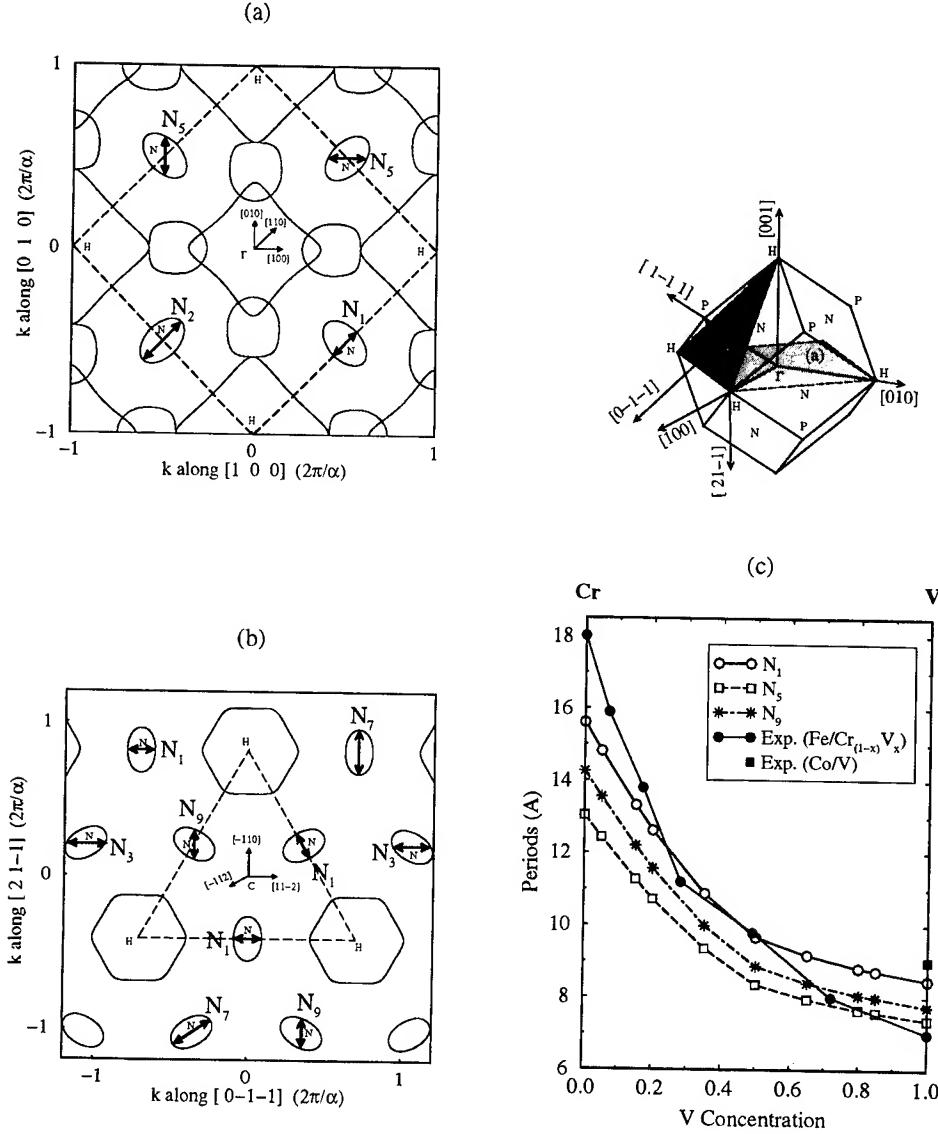 (a)
1
0
−1
k along [0 1 0] (2π/α)
H
N5
N
N
N5
[010]
[110]
H
r
[100]
H
N2
N
N1
N
H
−1
0
1
k along [1 0 0] (2π/α)
[001]
H
[1−1 1]
P
N
P
N
(a)
H
r
H
[010]
[0−1−1]
H
N
[100]
N
P
[21−1]
(b)
1
0
−1
k along [2 1−1] (2π/α)
N
N1
H
N7
N
N9
N
N
N3
N
N1
N
N3
[−110]
[−112]
C
[11−2]
H
N
N1
H
N7
N
N9
N
−1
0
1
k along [0−1−1] (2π/α)
(c)
Cr
V
18
16
14
12
10
8
6
Periods (A)
N1
N5
N9
Exp. (Fe/Cr(1−x)Vx)
Exp. (Co/V)
0.0
0.2
0.4
0.6
0.8
1.0
V Concentration